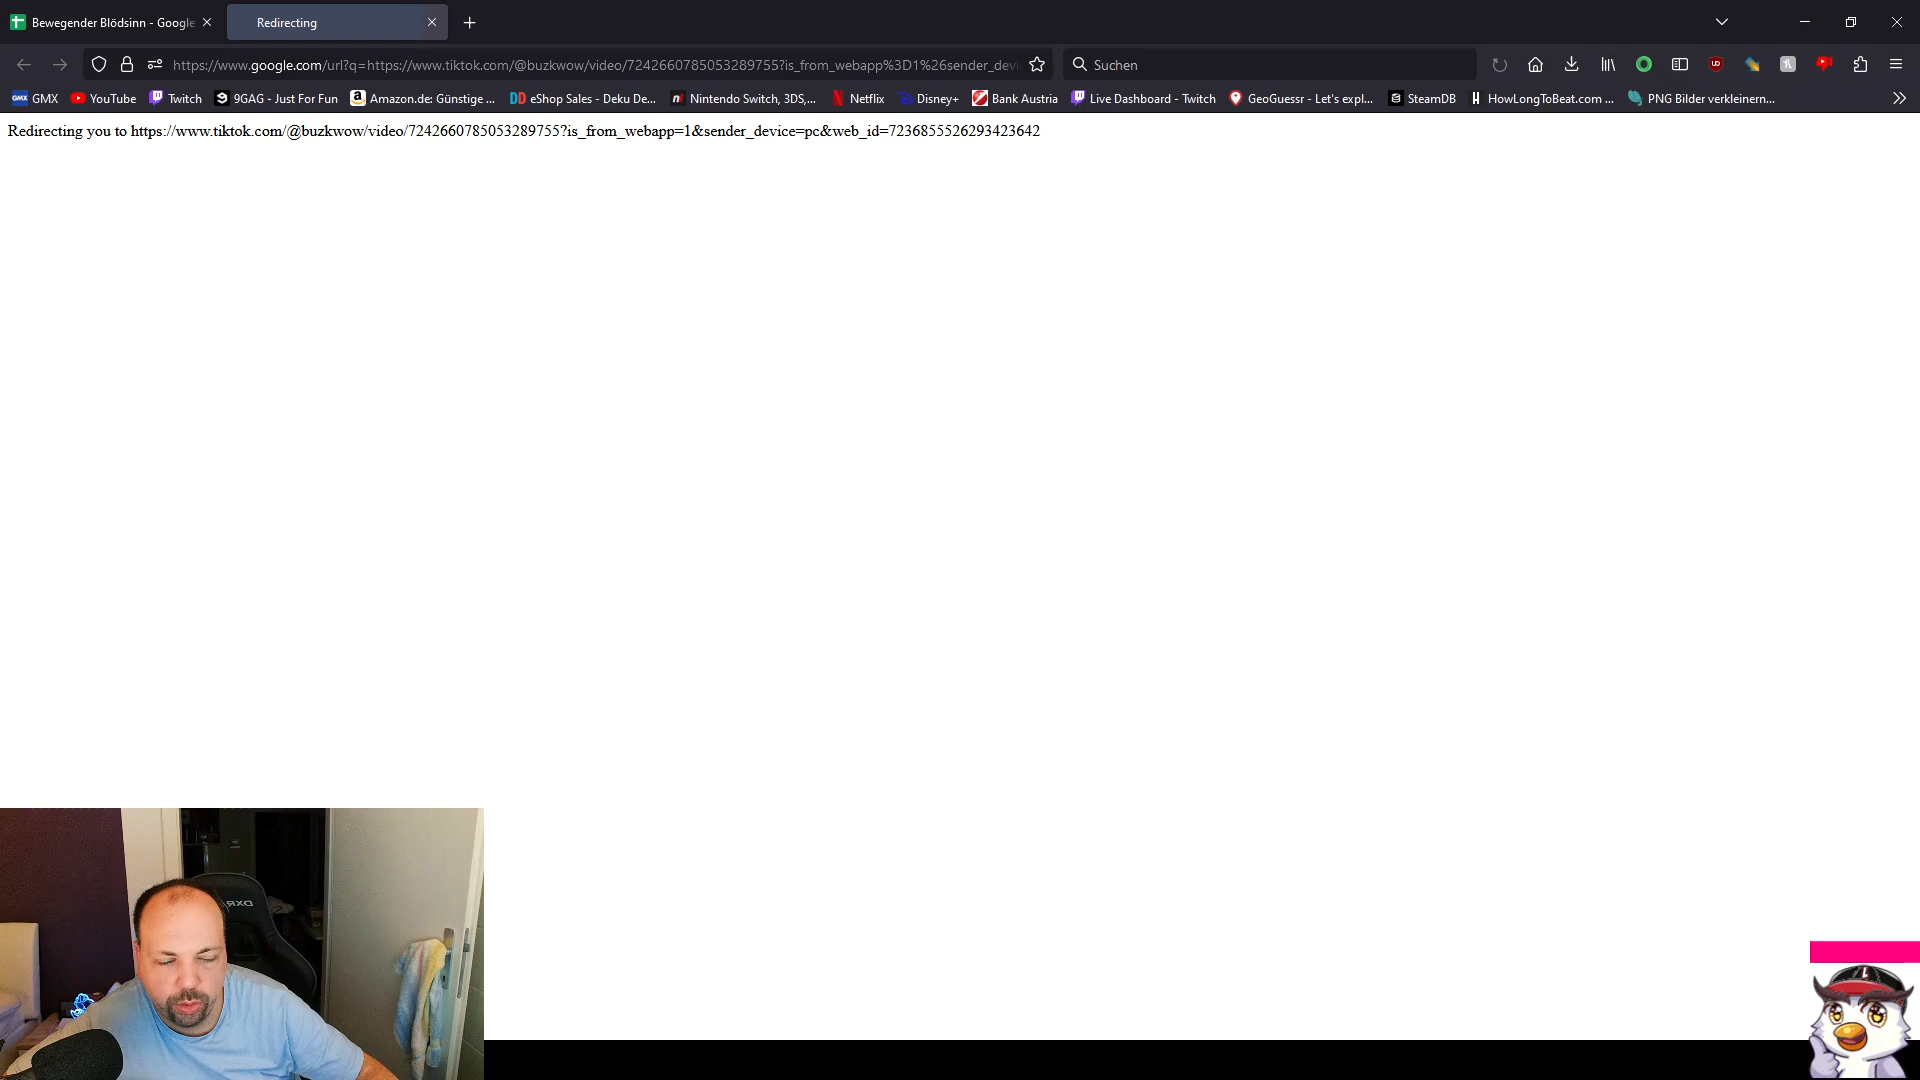 Bewegender Blödsinn - Google
Redirecting
https://www.google.com/url?q=https://www.tiktok.com/@buzkwow/video/7242660785053289755?is_from_webapp%3D1%26sender_devi
Suchen
GMX
YouTube
Twitch
9GAG - Just For Fun
Amazon.de: Günstige ...
eShop Sales - Deku De...
Nintendo Switch, 3DS,...
Netflix
Disney+
Bank Austria
Live Dashboard - Twitch
GeoGuessr - Let's expl...
SteamDB
HowLongToBeat.com ...
PNG Bilder verkleinern...
Redirecting you to https://www.tiktok.com/@buzkwow/video/7242660785053289755?is_from_webapp=1&sender_device=pc&web_id=7236855526293423642
DXR
L